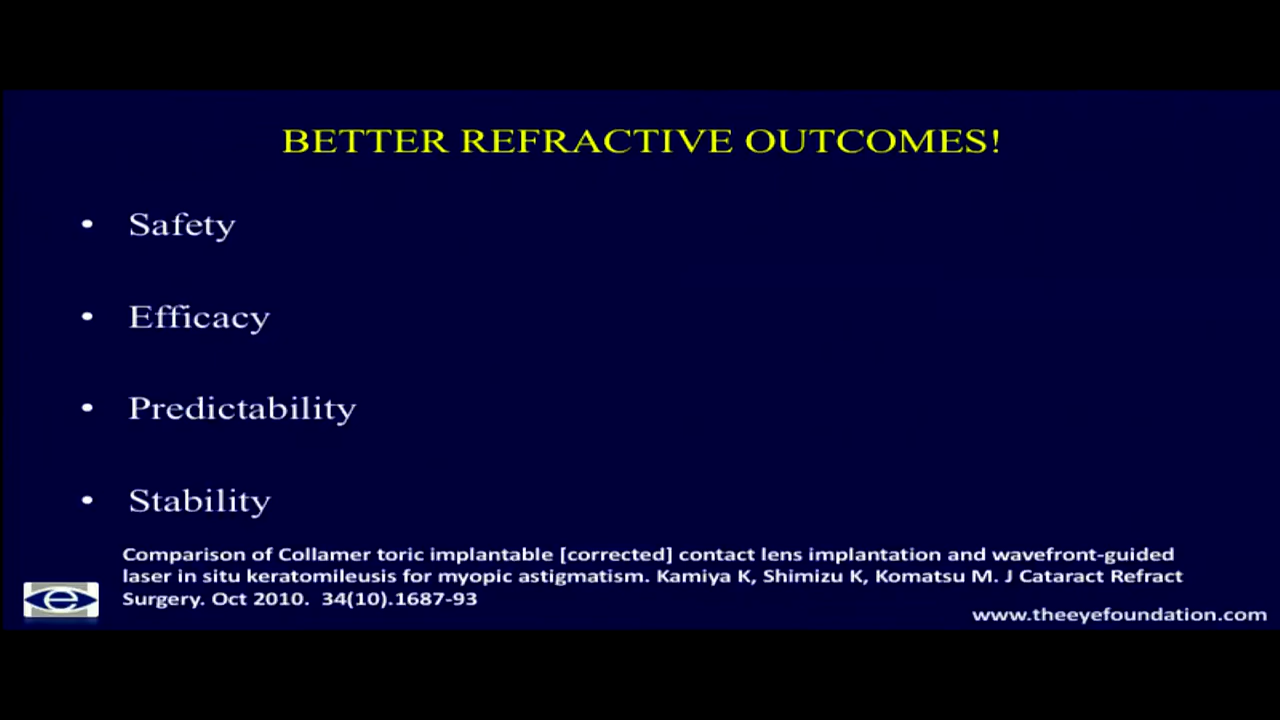 BETTER REFRACTIVE OUTCOMES!
• Safety
• Efficacy
• Predictability
• Stability
Comparison of Collamer toric implantable [corrected] contact lens implantation and wavefront-guided
laser in situ keratomileusis for myopic astigmatism. Kamiya K, Shimizu K, Komatsu M. J Cataract Refract
Surgery. Oct 2010. 34(10).1687-93
e
www.theeyefoundation.com